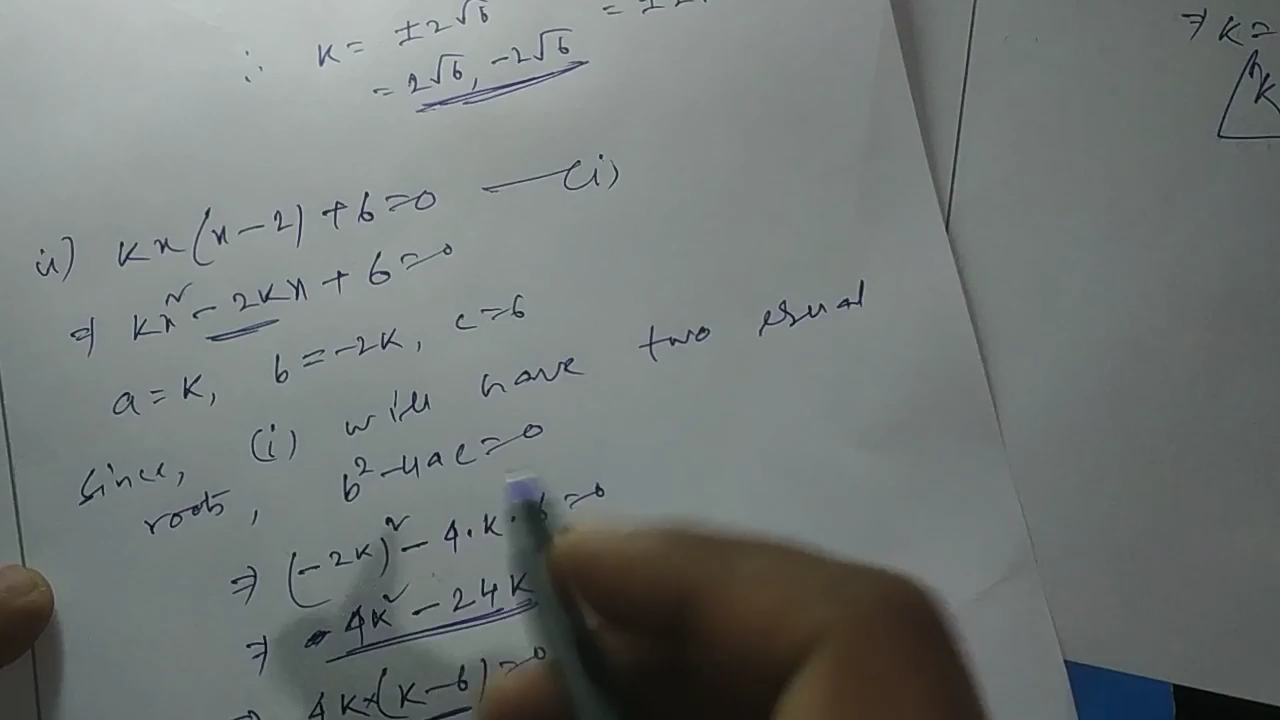 ∴ k = ±2√6 = ±2
= 2√6, -2√6
⇒ k =
k
ii) kx(x-2) + 6 = 0 —(i)
⇒ kx² - 2kx + 6 = 0
a = k, b = -2k, c = 6
since, (i) will have two equal
roots, b² - 4ac = 0
⇒ (-2k)² - 4·k·6 = 0
⇒ 4k² - 24k
⇒ 4k×(k-6) = 0